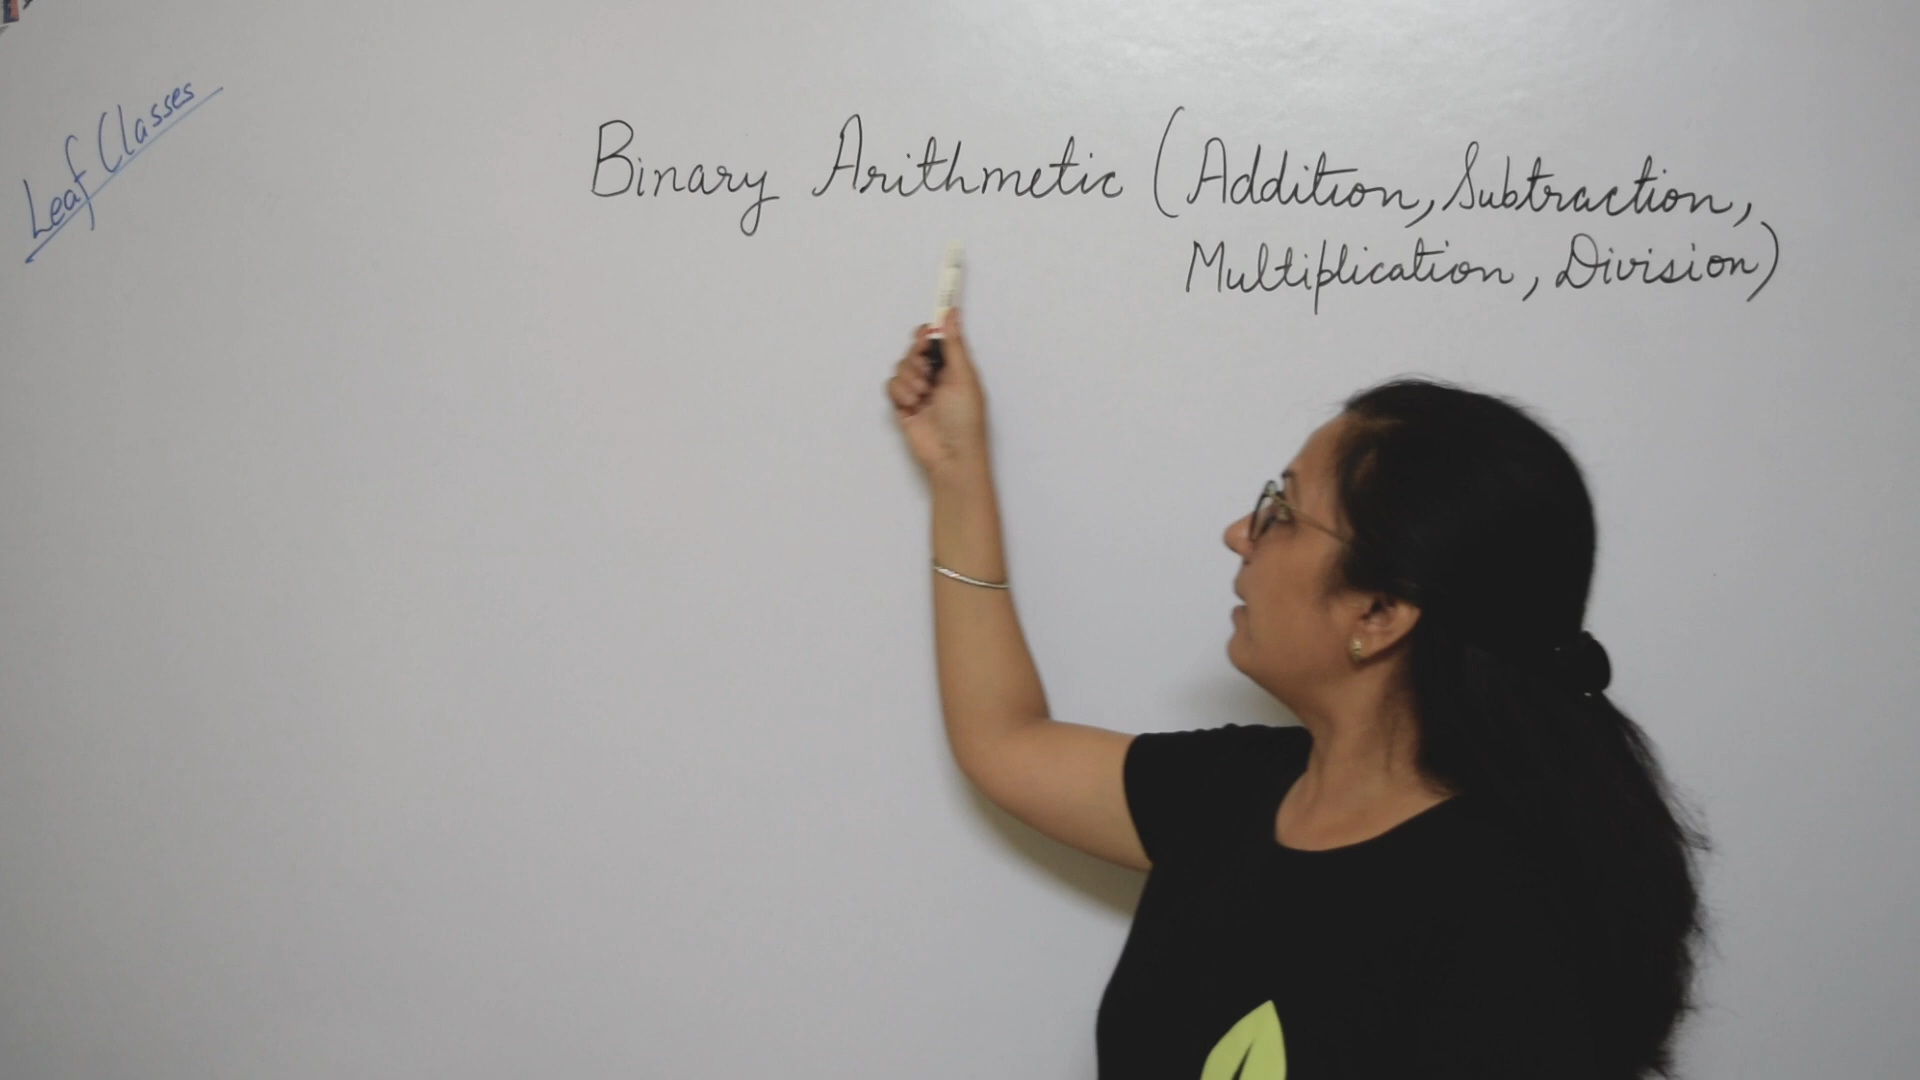 Leaf Classes
Binary Arithmetic (Addition, Subtraction,
Multiplication, Division)